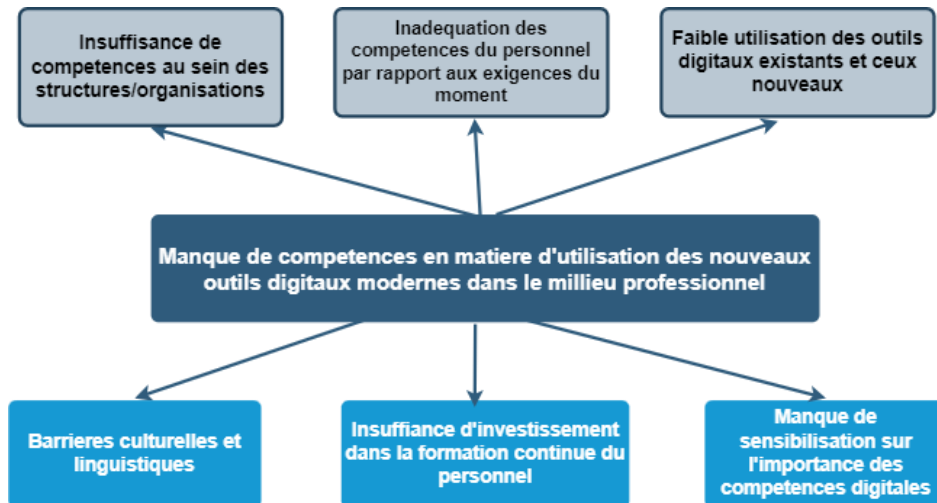 Insuffisance de
competences au sein des
structures/organisations
Inadequation des
competences du personnel
par rapport aux exigences du
moment
Faible utilisation des outils
digitaux existants et ceux
nouveaux
Manque de competences en matiere d'utilisation des nouveaux
outils digitaux modernes dans le millieu professionnel
Barrieres culturelles et
linguistiques
Insuffiance d'investissement
dans la formation continue du
personnel
Manque de
sensibilisation sur
l'importance des
competences digitales